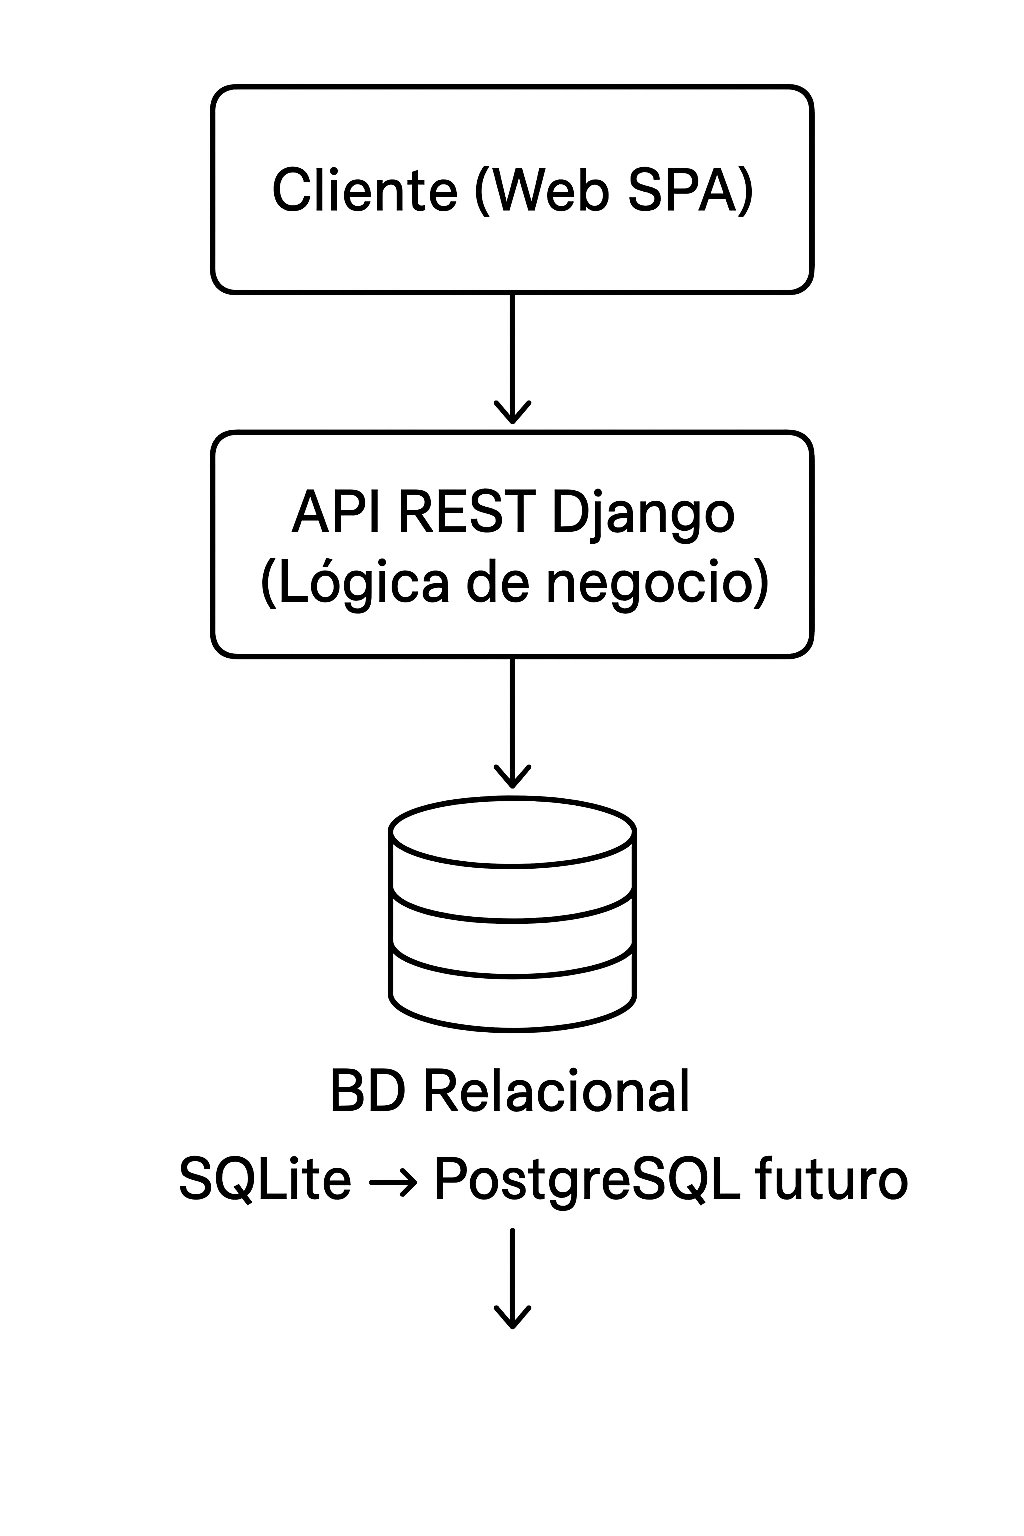 Cliente (Web SPA)
API REST Django
(Lógica de negocio)
BD Relacional
SQLite → PostgreSQL futuro